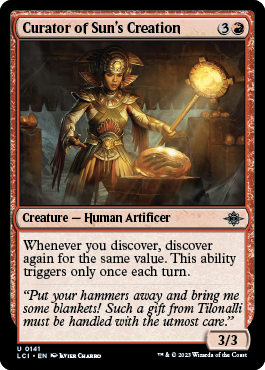 Curator of Sun's Creation
3
Creature — Human Artificer
Whenever you discover, discover
again for the same value. This ability
triggers only once each turn.
"Put your hammers away and bring me
some blankets! Such a gift from Tilonalli
must be handled with the utmost care."
3/3
U 0141
LCI • EN Javier Charro
™ & © 2023 Wizards of the Coast